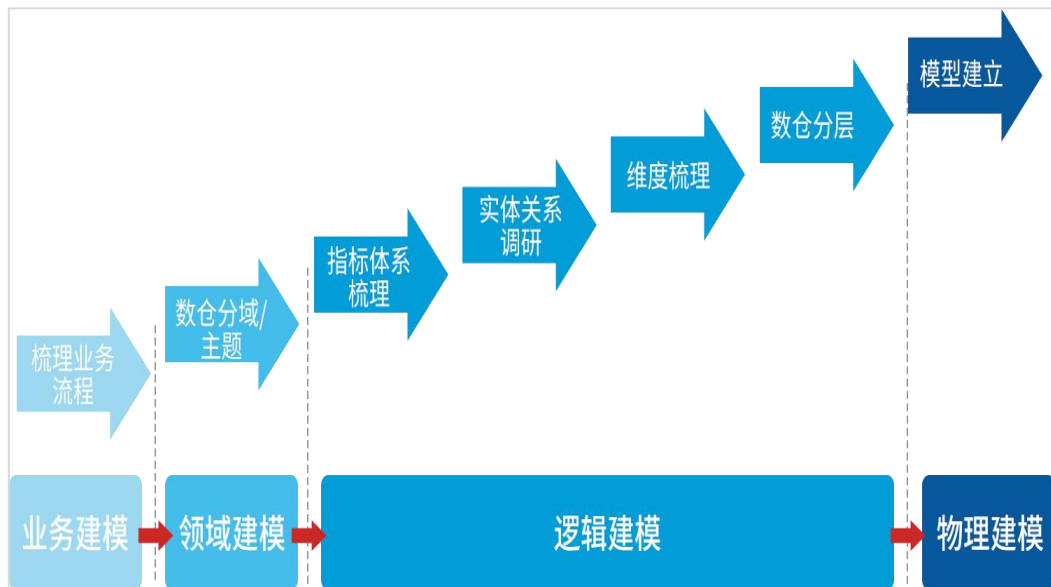 模型建立
数仓分层
维度梳理
实体关系
调研
指标体系
梳理
数仓分域/
主题
梳理业务
流程
业务建模
领域建模
逻辑建模
物理建模